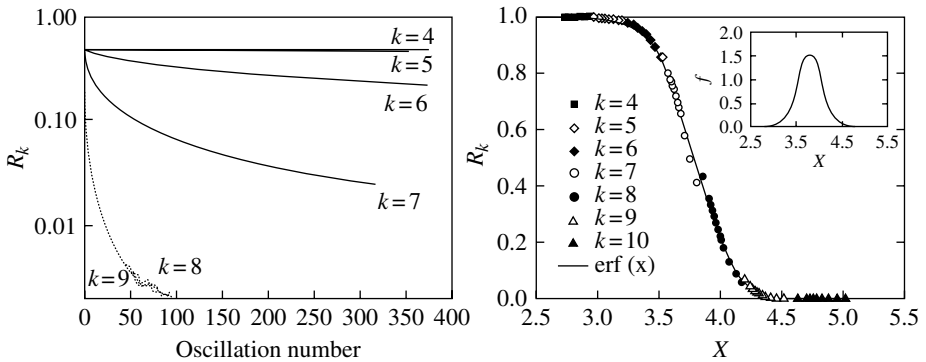 1.00
0.10
0.01
R_k
k=4
k=5
k=6
k=7
k=8
k=9
0 50 100 150 200 250 300 350 400
Oscillation number
1.0
0.8
0.6
0.4
0.2
0.0
R_k
k=4
k=5
k=6
k=7
k=8
k=9
k=10
erf (x)
2.5 3.0 3.5 4.0 4.5 5.0 5.5
X
2.0
1.5
1.0
0.5
0.0
f
2.5 3.5 4.5 5.5
X